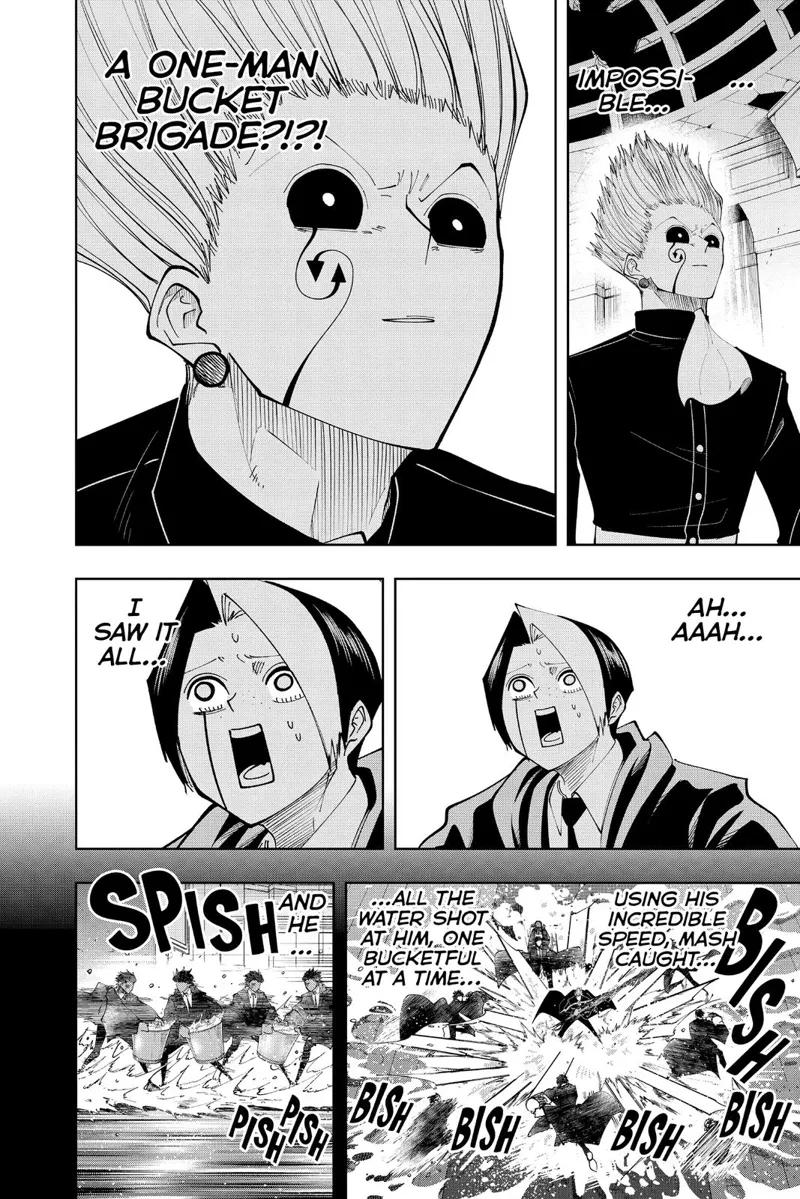 ...
IMPOSSI-
BLE...
A ONE-MAN
BUCKET
BRIGADE?!?!
AH...
AAAH...
I
SAW IT
ALL...
USING HIS
INCREDIBLE
SPEED, MASH
CAUGHT...
...ALL THE
WATER SHOT
AT HIM, ONE
BUCKETFUL
AT A TIME...
BISH
BISH
BISH
BISH
BISH
BISH
AND
HE
...
SPISH
PISH
PISH